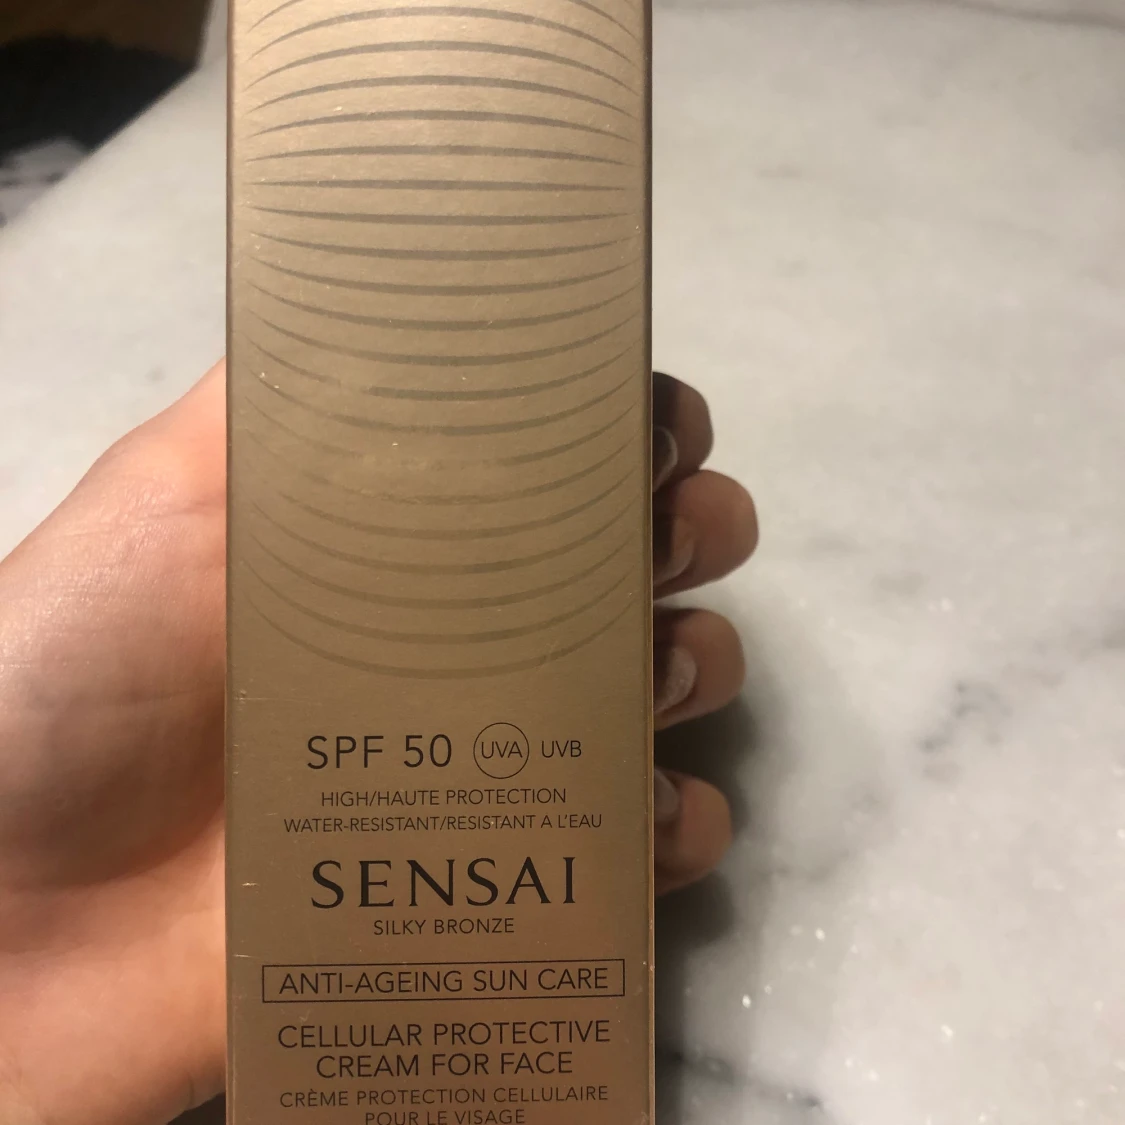 SPF 50 UVA UVB
HIGH/HAUTE PROTECTION
WATER-RESISTANT/RESISTANT A L'EAU
SENSAI
SILKY BRONZE
ANTI-AGEING SUN CARE
CELLULAR PROTECTIVE
CREAM FOR FACE
CRÈME PROTECTION CELLULAIRE
POUR LE VISAGE